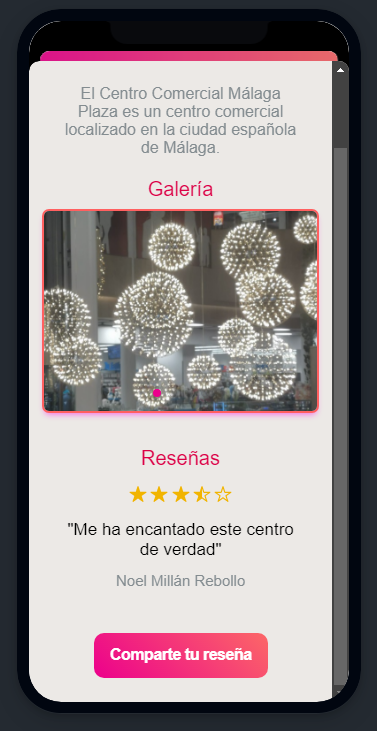 El Centro Comercial Málaga
Plaza es un centro comercial
localizado en la ciudad española
de Málaga.
Galería
Reseñas
"Me ha encantado este centro
de verdad"
Noel Millán Rebollo
Comparte tu reseña